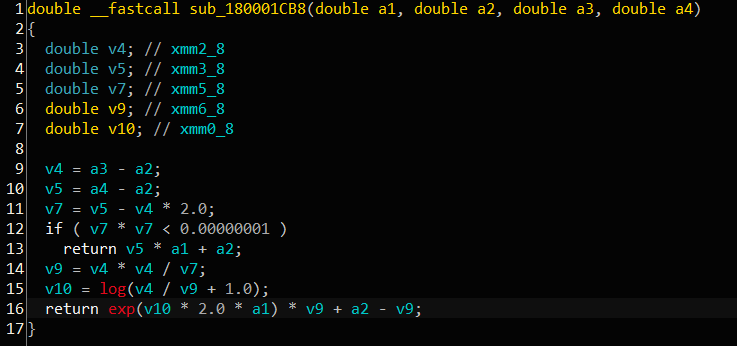 1 double __fastcall sub_180001CB8(double a1, double a2, double a3, double a4)
2 {
3   double v4; // xmm2_8
4   double v5; // xmm3_8
5   double v7; // xmm5_8
6   double v9; // xmm6_8
7   double v10; // xmm0_8
8
9   v4 = a3 - a2;
10   v5 = a4 - a2;
11   v7 = v5 - v4 * 2.0;
12   if ( v7 * v7 < 0.00000001 )
13     return v5 * a1 + a2;
14   v9 = v4 * v4 / v7;
15   v10 = log(v4 / v9 + 1.0);
16   return exp(v10 * 2.0 * a1) * v9 + a2 - v9;
17 }